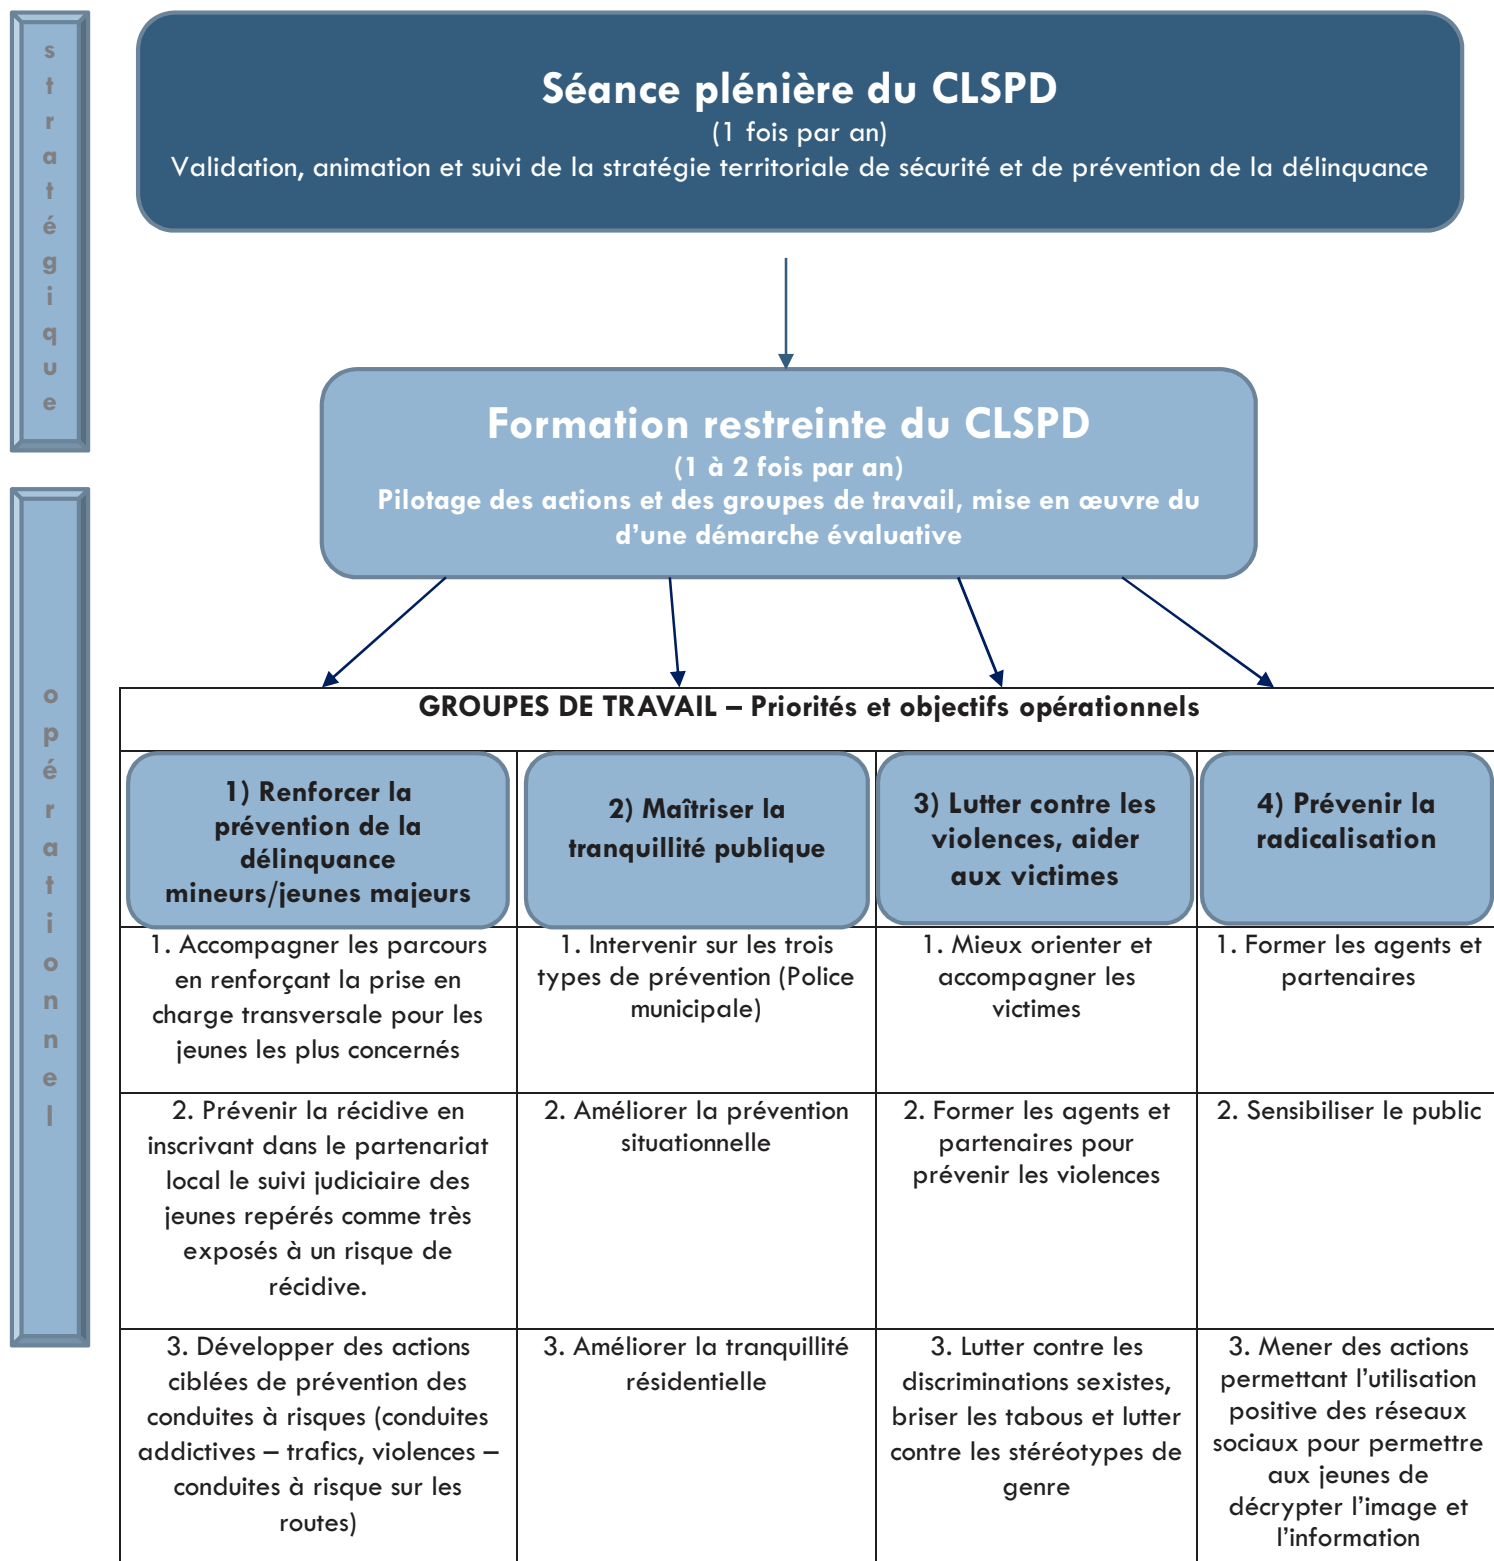 stratégique
Séance plénière du CLSPD
(1 fois par an)
Validation, animation et suivi de la stratégie territoriale de sécurité et de prévention de la délinquance
Formation restreinte du CLSPD
(1 à 2 fois par an)
Pilotage des actions et des groupes de travail, mise en œuvre du
d’une démarche évaluative
opérationnel
GROUPES DE TRAVAIL – Priorités et objectifs opérationnels
1) Renforcer la
prévention de la
délinquance
mineurs/jeunes majeurs
2) Maîtriser la
tranquillité publique
3) Lutter contre les
violences, aider
aux victimes
4) Prévenir la
radicalisation
1. Accompagner les parcours
en renforçant la prise en
charge transversale pour les
jeunes les plus concernés
1. Intervenir sur les trois
types de prévention (Police
municipale)
1. Mieux orienter et
accompagner les
victimes
1. Former les agents et
partenaires
2. Prévenir la récidive en
inscrivant dans le partenariat
local le suivi judiciaire des
jeunes repérés comme très
exposés à un risque de
récidive.
2. Améliorer la prévention
situationnelle
2. Former les agents et
partenaires pour
prévenir les violences
2. Sensibiliser le public
3. Développer des actions
ciblées de prévention des
conduites à risques (conduites
addictives – trafics, violences –
conduites à risque sur les
routes)
3. Améliorer la tranquillité
résidentielle
3. Lutter contre les
discriminations sexistes,
briser les tabous et lutter
contre les stéréotypes de
genre
3. Mener des actions
permettant l’utilisation
positive des réseaux
sociaux pour permettre
aux jeunes de
décrypter l’image et
l’information